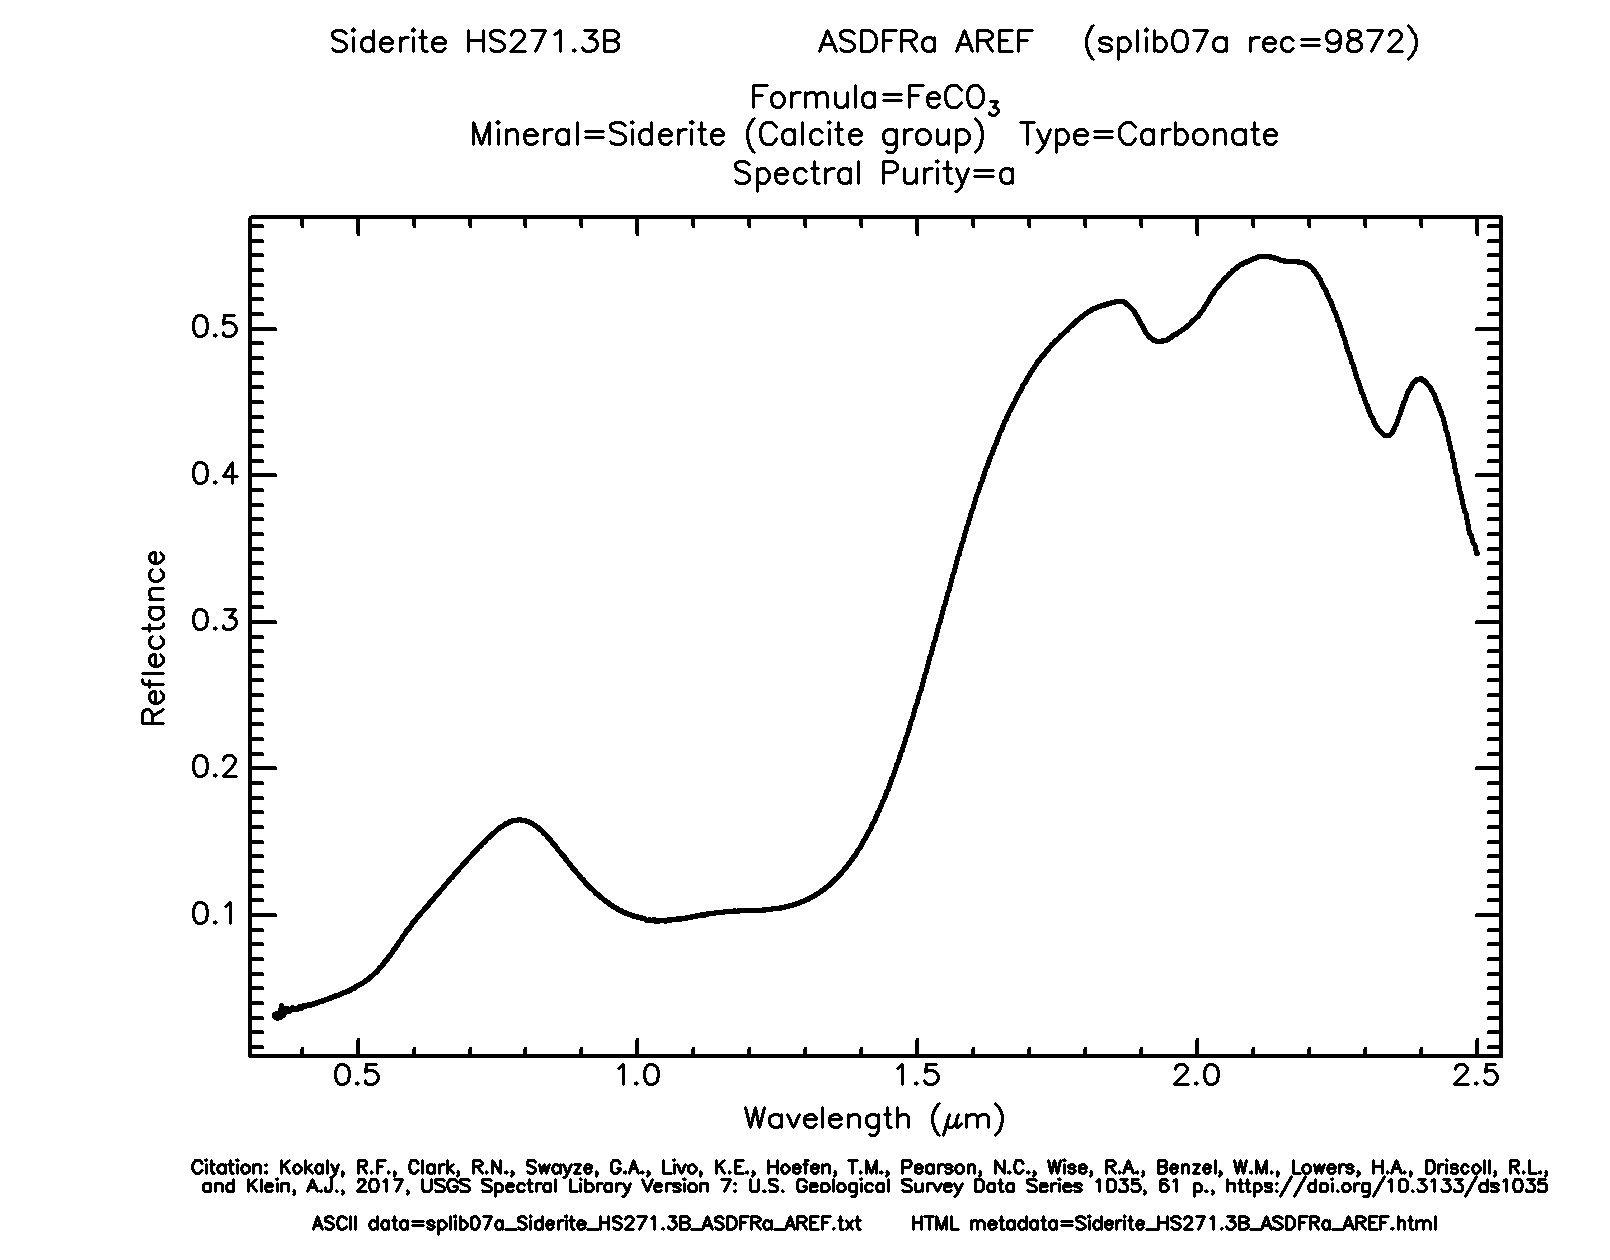 Siderite HS271.3B ASDFRa AREF (splib07a rec=9872)
Formula=FeCO₃
Mineral=Siderite (Calcite group) Type=Carbonate
Spectral Purity=a
0.5
0.4
0.3
0.2
0.1
Reflectance
0.5 1.0 1.5 2.0 2.5
Wavelength (μm)
Citation: Kokaly, R.F., Clark, R.N., Swayze, G.A., Livo, K.E., Hoefen, T.M., Pearson, N.C., Wise, R.A., Benzel, W.M., Lowers, H.A., Driscoll, R.L.,
and Klein, A.J., 2017, USGS Spectral Library Version 7: U.S. Geological Survey Data Series 1035, 61 p., https://doi.org/10.3133/ds1035
ASCII data=splib07a_Siderite_HS271.3B_ASDFRa_AREF.txt HTML metadata=Siderite_HS271.3B_ASDFRa_AREF.html